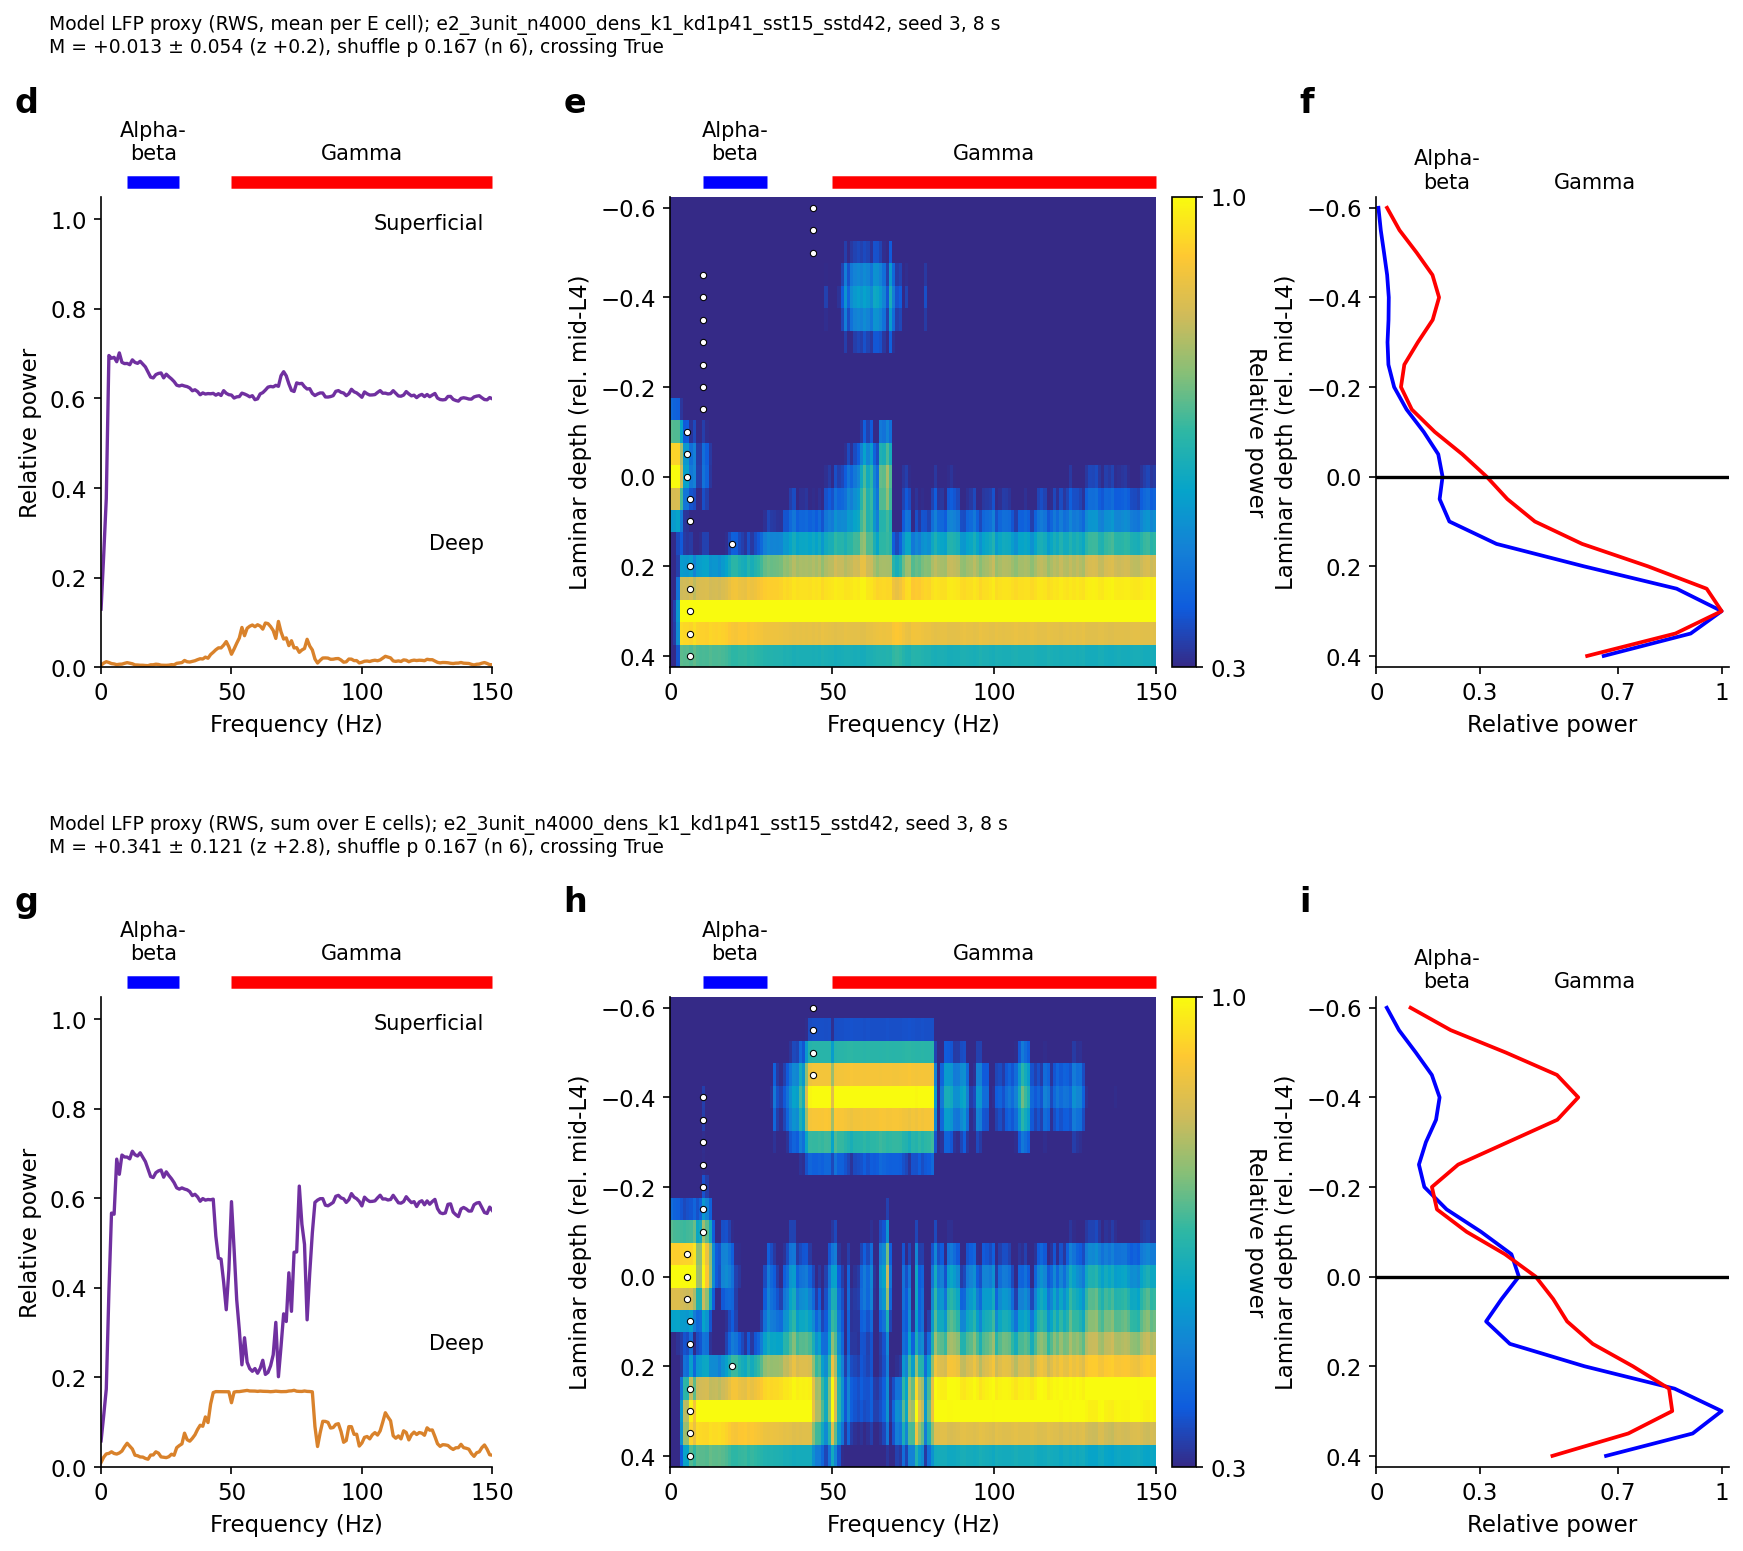 Model LFP proxy (RWS, mean per E cell); e2_3unit_n4000_dens_k1_kd1p41_sst15_sstd42, seed 3, 8 s
M = +0.013 ± 0.054 (z +0.2), shuffle p 0.167 (n 6), crossing True
d
Alpha-
beta
Gamma
Superficial
Deep
1.0
0.8
0.6
0.4
0.2
0.0
Relative power
0
50
100
150
Frequency (Hz)
e
Alpha-
beta
Gamma
−0.6
−0.4
−0.2
0.0
0.2
0.4
Laminar depth (rel. mid-L4)
0
50
100
150
Frequency (Hz)
1.0
0.3
Relative power
f
Alpha-
beta
Gamma
−0.6
−0.4
−0.2
0.0
0.2
0.4
Laminar depth (rel. mid-L4)
0
0.3
0.7
1
Relative power
Model LFP proxy (RWS, sum over E cells); e2_3unit_n4000_dens_k1_kd1p41_sst15_sstd42, seed 3, 8 s
M = +0.341 ± 0.121 (z +2.8), shuffle p 0.167 (n 6), crossing True
g
Alpha-
beta
Gamma
Superficial
Deep
1.0
0.8
0.6
0.4
0.2
0.0
Relative power
0
50
100
150
Frequency (Hz)
h
Alpha-
beta
Gamma
−0.6
−0.4
−0.2
0.0
0.2
0.4
Laminar depth (rel. mid-L4)
0
50
100
150
Frequency (Hz)
1.0
0.3
Relative power
i
Alpha-
beta
Gamma
−0.6
−0.4
−0.2
0.0
0.2
0.4
Laminar depth (rel. mid-L4)
0
0.3
0.7
1
Relative power